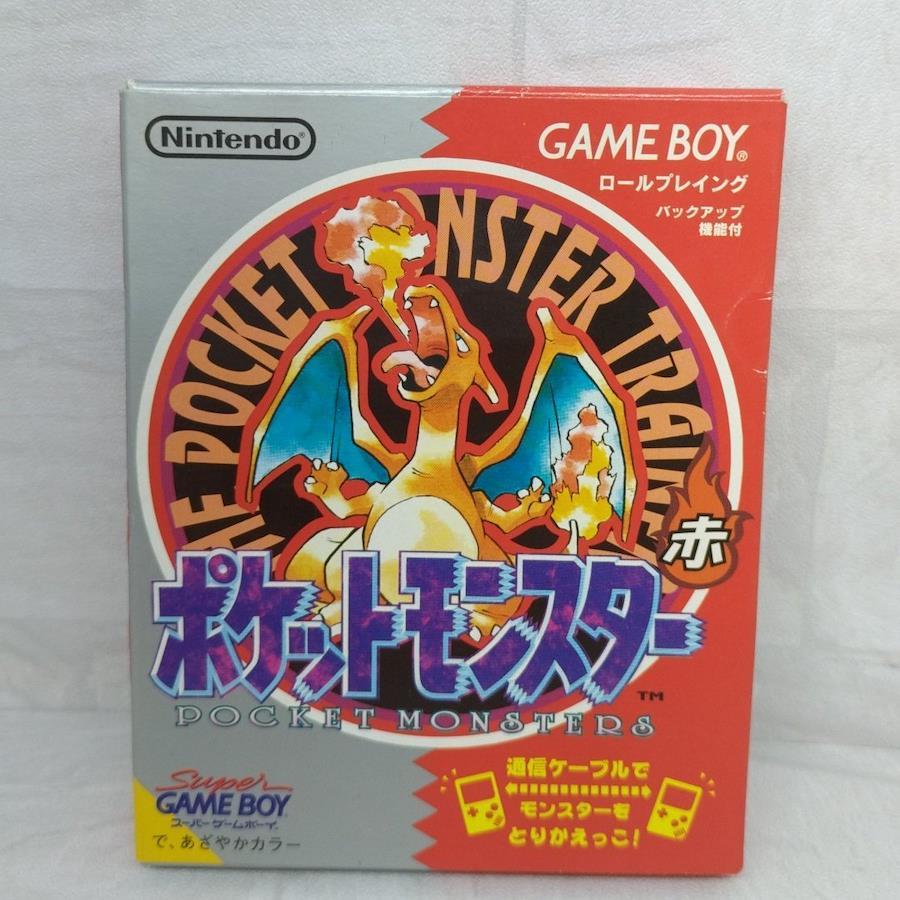 Nintendo®
GAME BOY®
ロールプレイング
バックアップ
機能付
THE POCKET MONSTER TRAINER
赤
ポケットモンスター
TM
POCKET MONSTERS
Super
GAME BOY
スーパーゲームボーイ
で、あざやかカラー
通信ケーブルで
モンスターを
とりかえっこ!